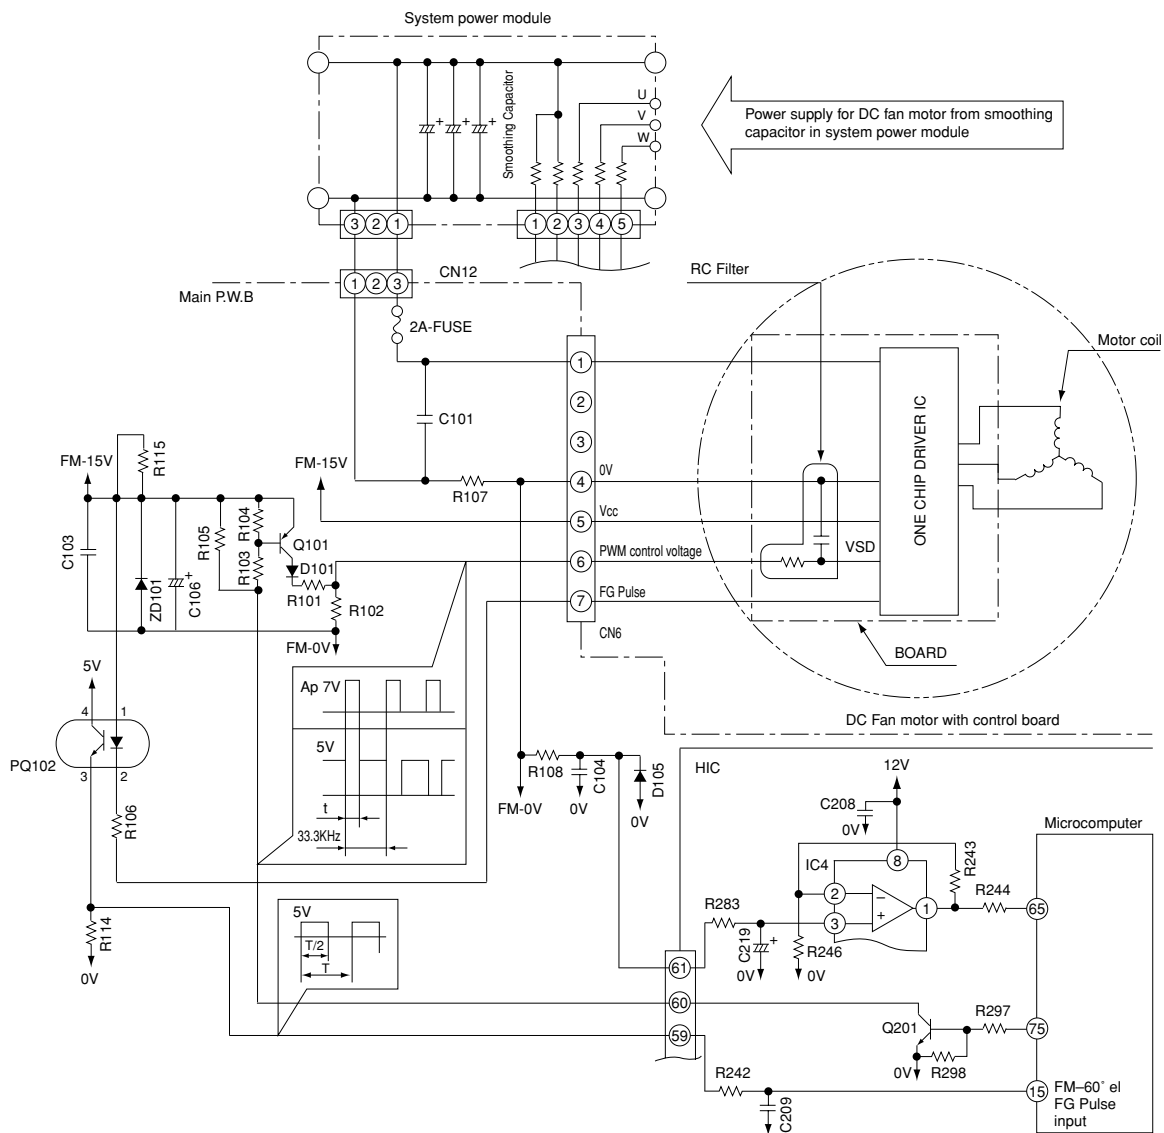 System power module
Smoothing Capacitor
+
+
+
U
V
W
Power supply for DC fan motor from smoothing
capacitor in system power module
3 2 1
1 2 3 4 5
1 2 3
CN12
Main P.W.B
2A-FUSE
RC Filter
Motor coil
1
2
3
4
5
6
7
CN6
C101
0V
Vcc
PWM control voltage
FG Pulse
VSD
ONE CHIP DRIVER IC
BOARD
DC Fan motor with control board
R115
FM-15V
FM-15V
R107
C103
ZD101
C106
+
R105
R104
R103
Q101
D101
R101
R102
FM-0V
5V
4
1
3
2
PQ102
R106
R114
0V
Ap 7V
5V
t
33.3KHz
5V
T/2
T
R108
C104
D105
FM-0V
0V
0V
HIC
12V
C208
0V
IC4
8
2
3
1
−
+
R243
R244
R283
C219
+
R246
0V
0V
Microcomputer
65
75
15
61
60
59
Q201
R297
R298
0V
R242
C209
FM–60˚ el
FG Pulse
input